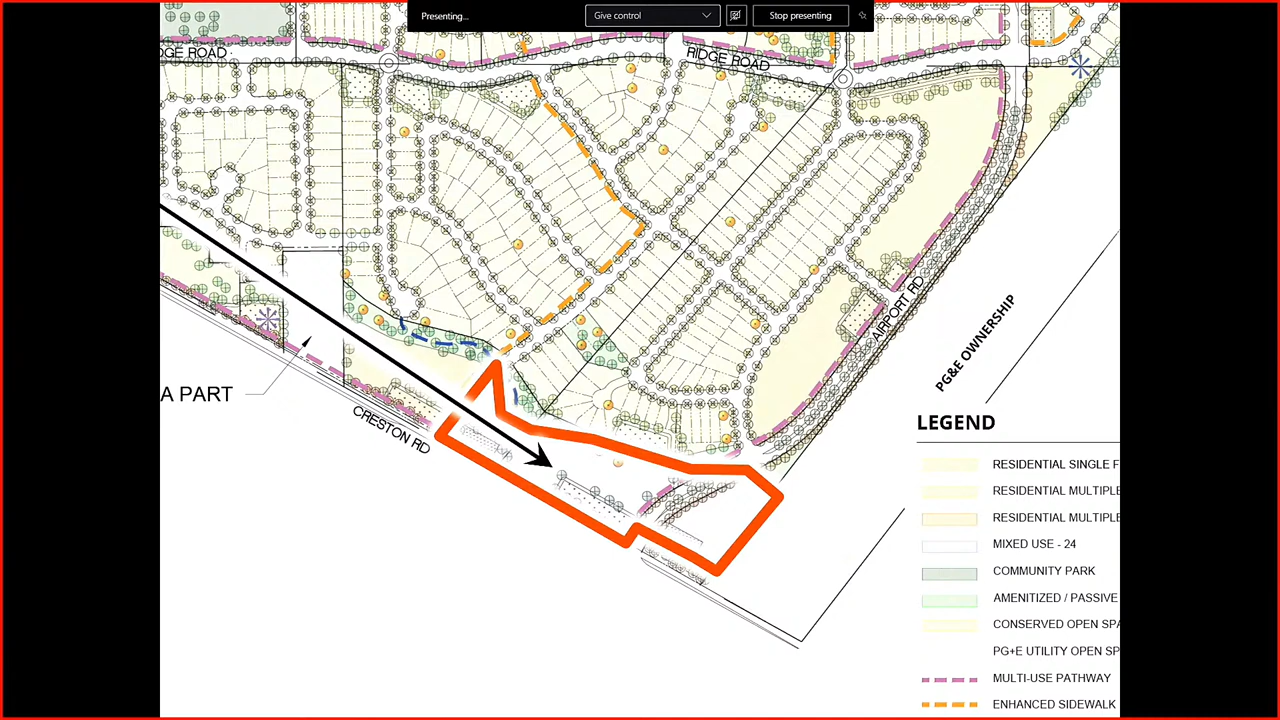 Presenting...
Give control
Stop presenting
DGE ROAD
RIDGE ROAD
AIRPORT RD
PG&E OWNERSHIP
A PART
CRESTON RD
LEGEND
RESIDENTIAL SINGLE F
RESIDENTIAL MULTIPLE
RESIDENTIAL MULTIPLE
MIXED USE - 24
COMMUNITY PARK
AMENITIZED / PASSIVE
CONSERVED OPEN SPA
PG+E UTILITY OPEN SP
MULTI-USE PATHWAY
ENHANCED SIDEWALK